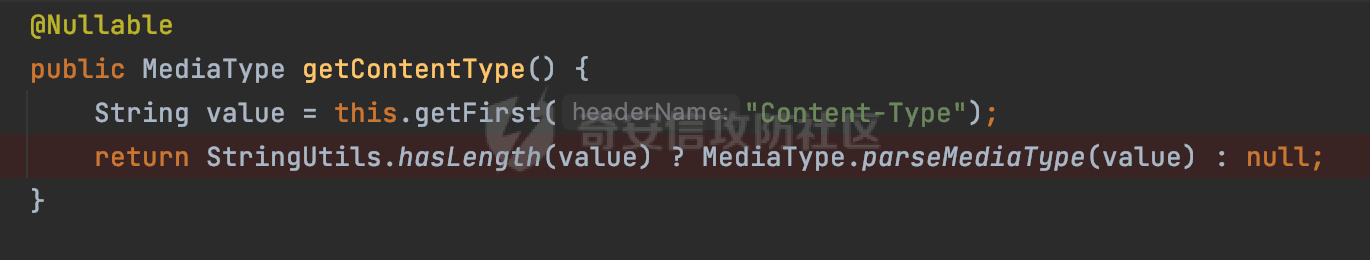 @Nullable
public MediaType getContentType() {
String value = this.getFirst( headerName: "Content-Type");
return StringUtils.hasLength(value) ? MediaType.parseMediaType(value) : null;
}
奇安信攻防社区